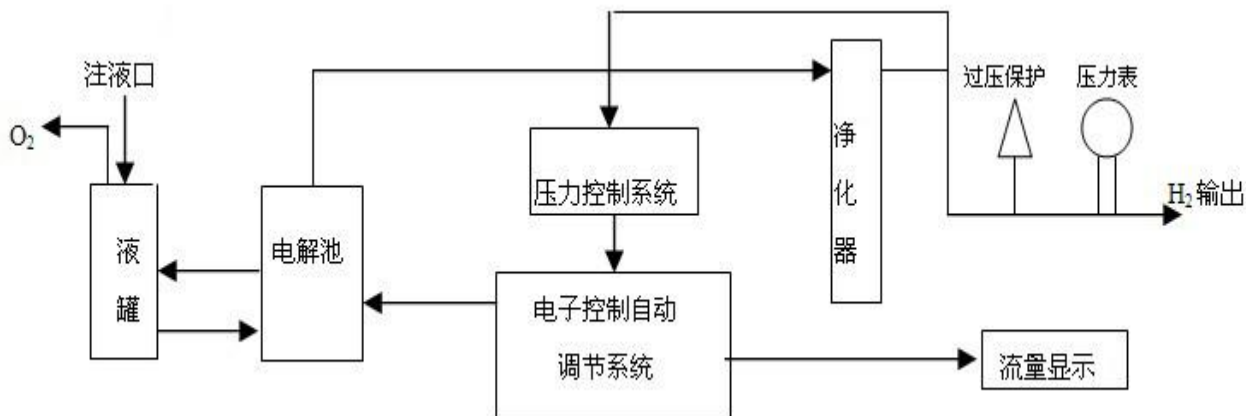 注液口
O₂
过压保护
压力表
净
化
器
压力控制系统
H₂输出
液
罐
电解池
电子控制自动
调节系统
流量显示